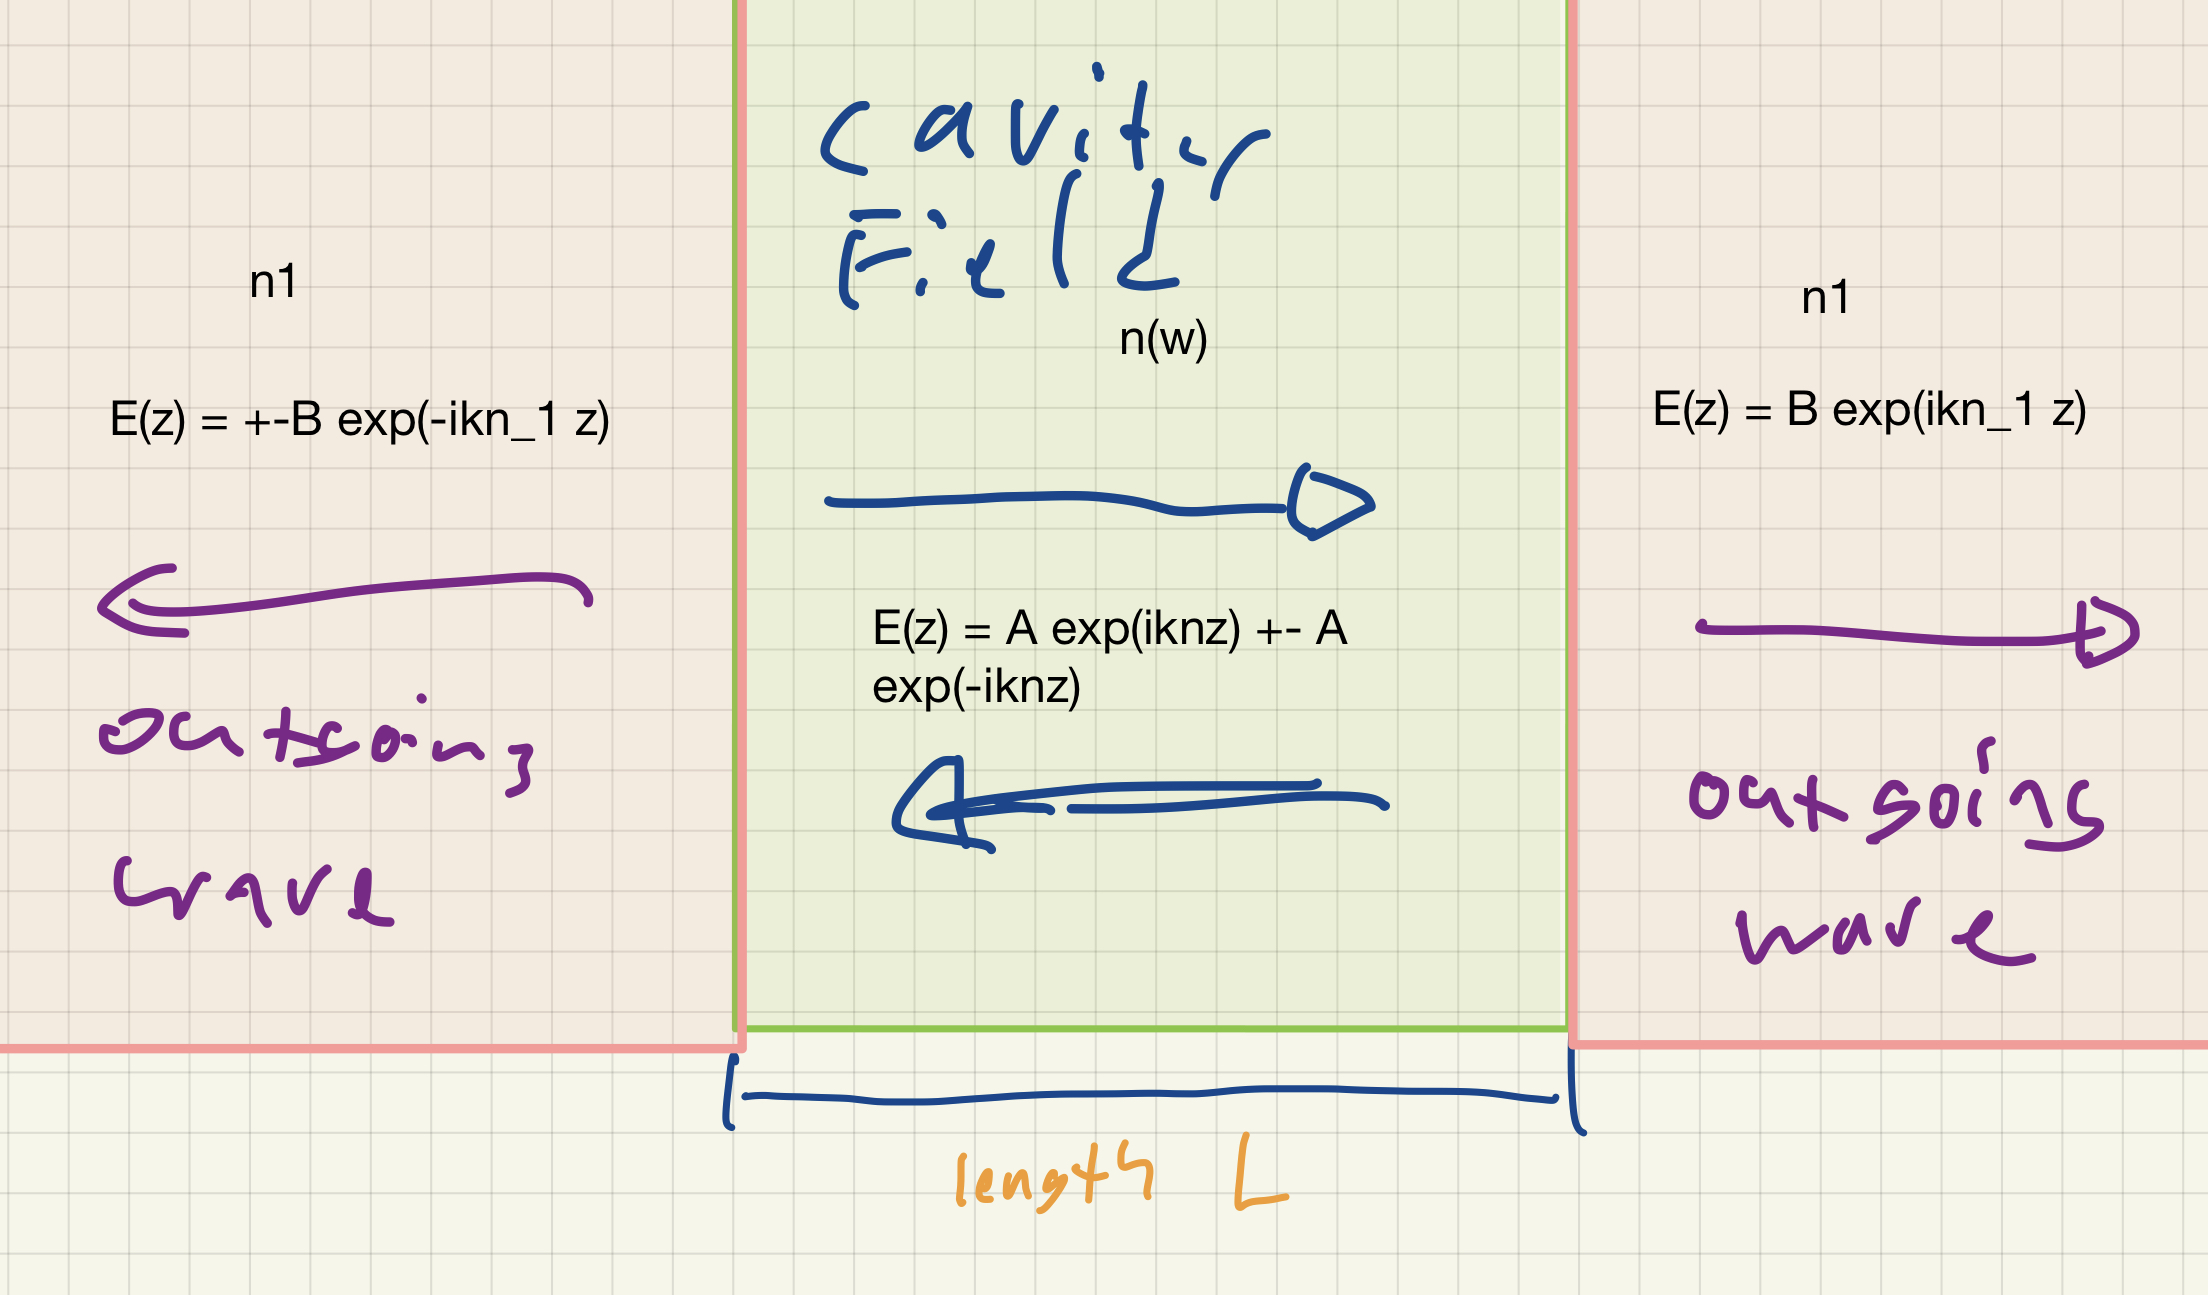 cavity
Field
n1
n(w)
n1
E(z) = +-B exp(-ikn_1 z)
E(z) = B exp(ikn_1 z)
E(z) = A exp(iknz) +- A
exp(-iknz)
outgoing
wave
outgoing
wave
length L